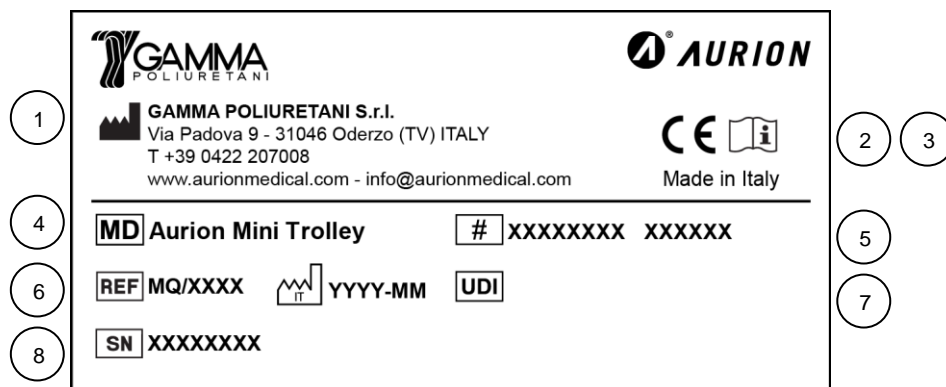 GAMMA
POLIURETANI
AURION
1
GAMMA POLIURETANI S.r.l.
Via Padova 9 - 31046 Oderzo (TV) ITALY
T +39 0422 207008
www.aurionmedical.com - info@aurionmedical.com
CE
i
Made in Italy
2
3
4
MD Aurion Mini Trolley
# XXXXXXXX XXXXXX
5
6
REF MQ/XXXX
IT
YYYY-MM
UDI
7
8
SN XXXXXXXX